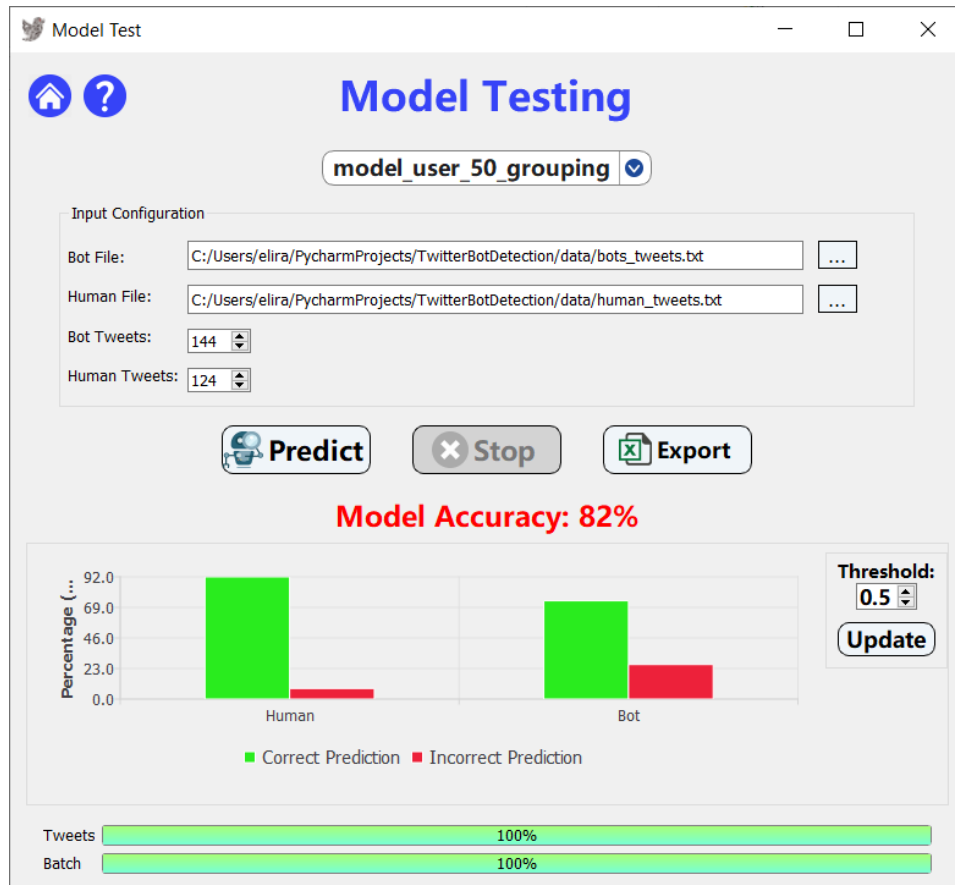 Model Test
?
Model Testing
model_user_50_grouping
Input Configuration
Bot File:
C:/Users/elira/PycharmProjects/TwitterBotDetection/data/bots_tweets.txt
...
Human File:
C:/Users/elira/PycharmProjects/TwitterBotDetection/data/human_tweets.txt
...
Bot Tweets:
144
Human Tweets:
124
Predict
Stop
Export
Model Accuracy: 82%
Percentage (...
92.0
69.0
46.0
23.0
0.0
Human
Bot
Correct Prediction
Incorrect Prediction
Threshold:
0.5
Update
Tweets
100%
Batch
100%